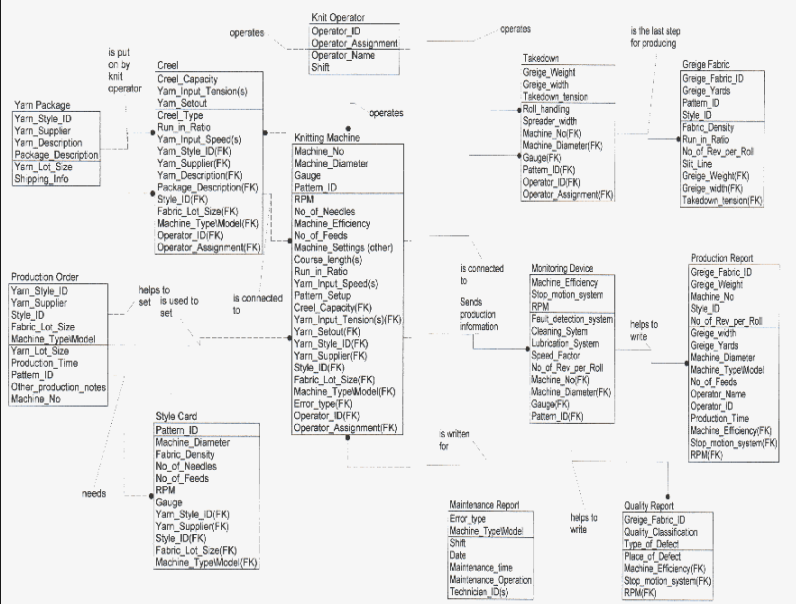 Knit Operator
Operator_ID
Operator_Assignment
Operator_Name
Shift
operates
operates
operates
is put
on by
knit
operator
is the last step
for producing
Creel
Creel_Capacity
Yarn_Input_Tension(s)
Yarn_Setout
Creel_Type
Run_in_Ratio
Yarn_Input_Speed(s)
Yarn_Style_ID(FK)
Yarn_Supplier(FK)
Yarn_Description(FK)
Package_Description(FK)
Style_ID(FK)
Fabric_Lot_Size(FK)
Machine_Type\Model(FK)
Operator_ID(FK)
Operator_Assignment(FK)
Yarn Package
Yarn_Style_ID
Yarn_Supplier
Yarn_Description
Package_Description
Yarn_Lot_Size
Shipping_Info
Takedown
Greige_Weight
Greige_width
Takedown_tension
Roll_handling
Spreader_width
Machine_No(FK)
Machine_Diameter(FK)
Gauge(FK)
Pattern_ID(FK)
Operator_ID(FK)
Operator_Assignment(FK)
Greige Fabric
Greige_Fabric_ID
Greige_Yards
Pattern_ID
Style_ID
Fabric_Density
Run_in_Ratio
No_of_Rev_per_Roll
Slit_Line
Greige_Weight(FK)
Greige_width(FK)
Takedown_tension(FK)
Knitting Machine
Machine_No
Machine_Diameter
Gauge
Pattern_ID
RPM
No_of_Needles
Machine_Efficiency
No_of_Feeds
Machine_Settings (other)
Course_length(s)
Run_in_Ratio
Yarn_Input_Speed(s)
Pattern_Setup
Creel_Capacity(FK)
Yarn_Input_Tension(s)(FK)
Yarn_Setout(FK)
Yarn_Style_ID(FK)
Yarn_Supplier(FK)
Style_ID(FK)
Fabric_Lot_Size(FK)
Machine_Type\Model(FK)
Error_type(FK)
Operator_ID(FK)
Operator_Assignment(FK)
Production Order
Yarn_Style_ID
Yarn_Supplier
Style_ID
Fabric_Lot_Size
Machine_Type\Model
Yarn_Lot_Size
Production_Time
Pattern_ID
Other_production_notes
Machine_No
helps to
set
is used to
set
is connected
to
is connected
to
Sends
production
information
Monitoring Device
Machine_Efficiency
Stop_motion_system
RPM
Fault_detection_system
Cleaning_Sytem
Lubrication_System
Speed_Factor
No_of_Rev_per_Roll
Machine_No(FK)
Machine_Diameter(FK)
Gauge(FK)
Pattern_ID(FK)
helps to
write
Production Report
Greige_Fabric_ID
Greige_Weight
Machine_No
Style_ID
No_of_Rev_per_Roll
Greige_width
Greige_Yards
Machine_Diameter
Machine_Type\Model
No_of_Feeds
Operator_Name
Operator_ID
Production_Time
Machine_Efficiency(FK)
Stop_motion_system(FK)
RPM(FK)
needs
Style Card
Pattern_ID
Machine_Diameter
Fabric_Density
No_of_Needles
No_of_Feeds
RPM
Gauge
Yarn_Style_ID(FK)
Yarn_Supplier(FK)
Style_ID(FK)
Fabric_Lot_Size(FK)
Machine_Type\Model(FK)
is written
for
Maintenance Report
Error_type
Machine_Type\Model
Shift
Date
Maintenance_time
Maintenance_Operation
Technician_ID(s)
helps to
write
Quality Report
Greige_Fabric_ID
Quality_Classification
Type_of_Defect
Place_of_Defect
Machine_Efficiency(FK)
Stop_motion_system(FK)
RPM(FK)